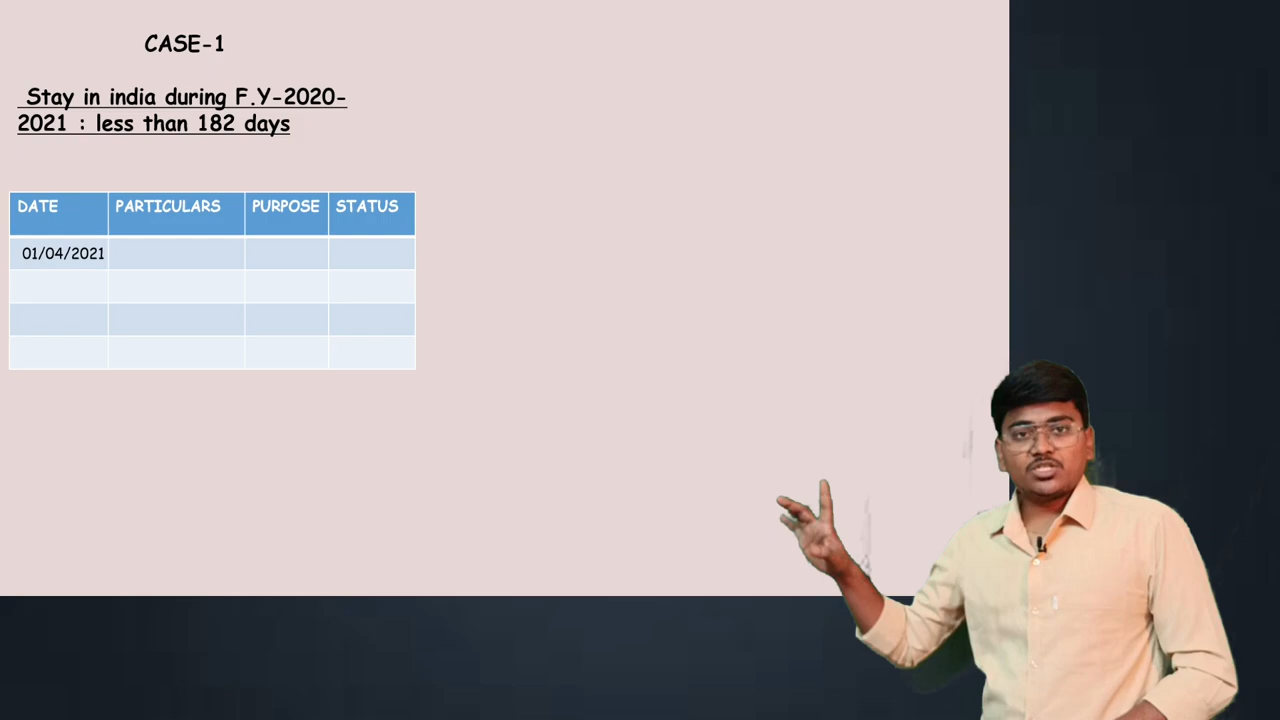 CASE-1
Stay in india during F.Y-2020-
2021 : less than 182 days
DATE PARTICULARS PURPOSE STATUS
01/04/2021